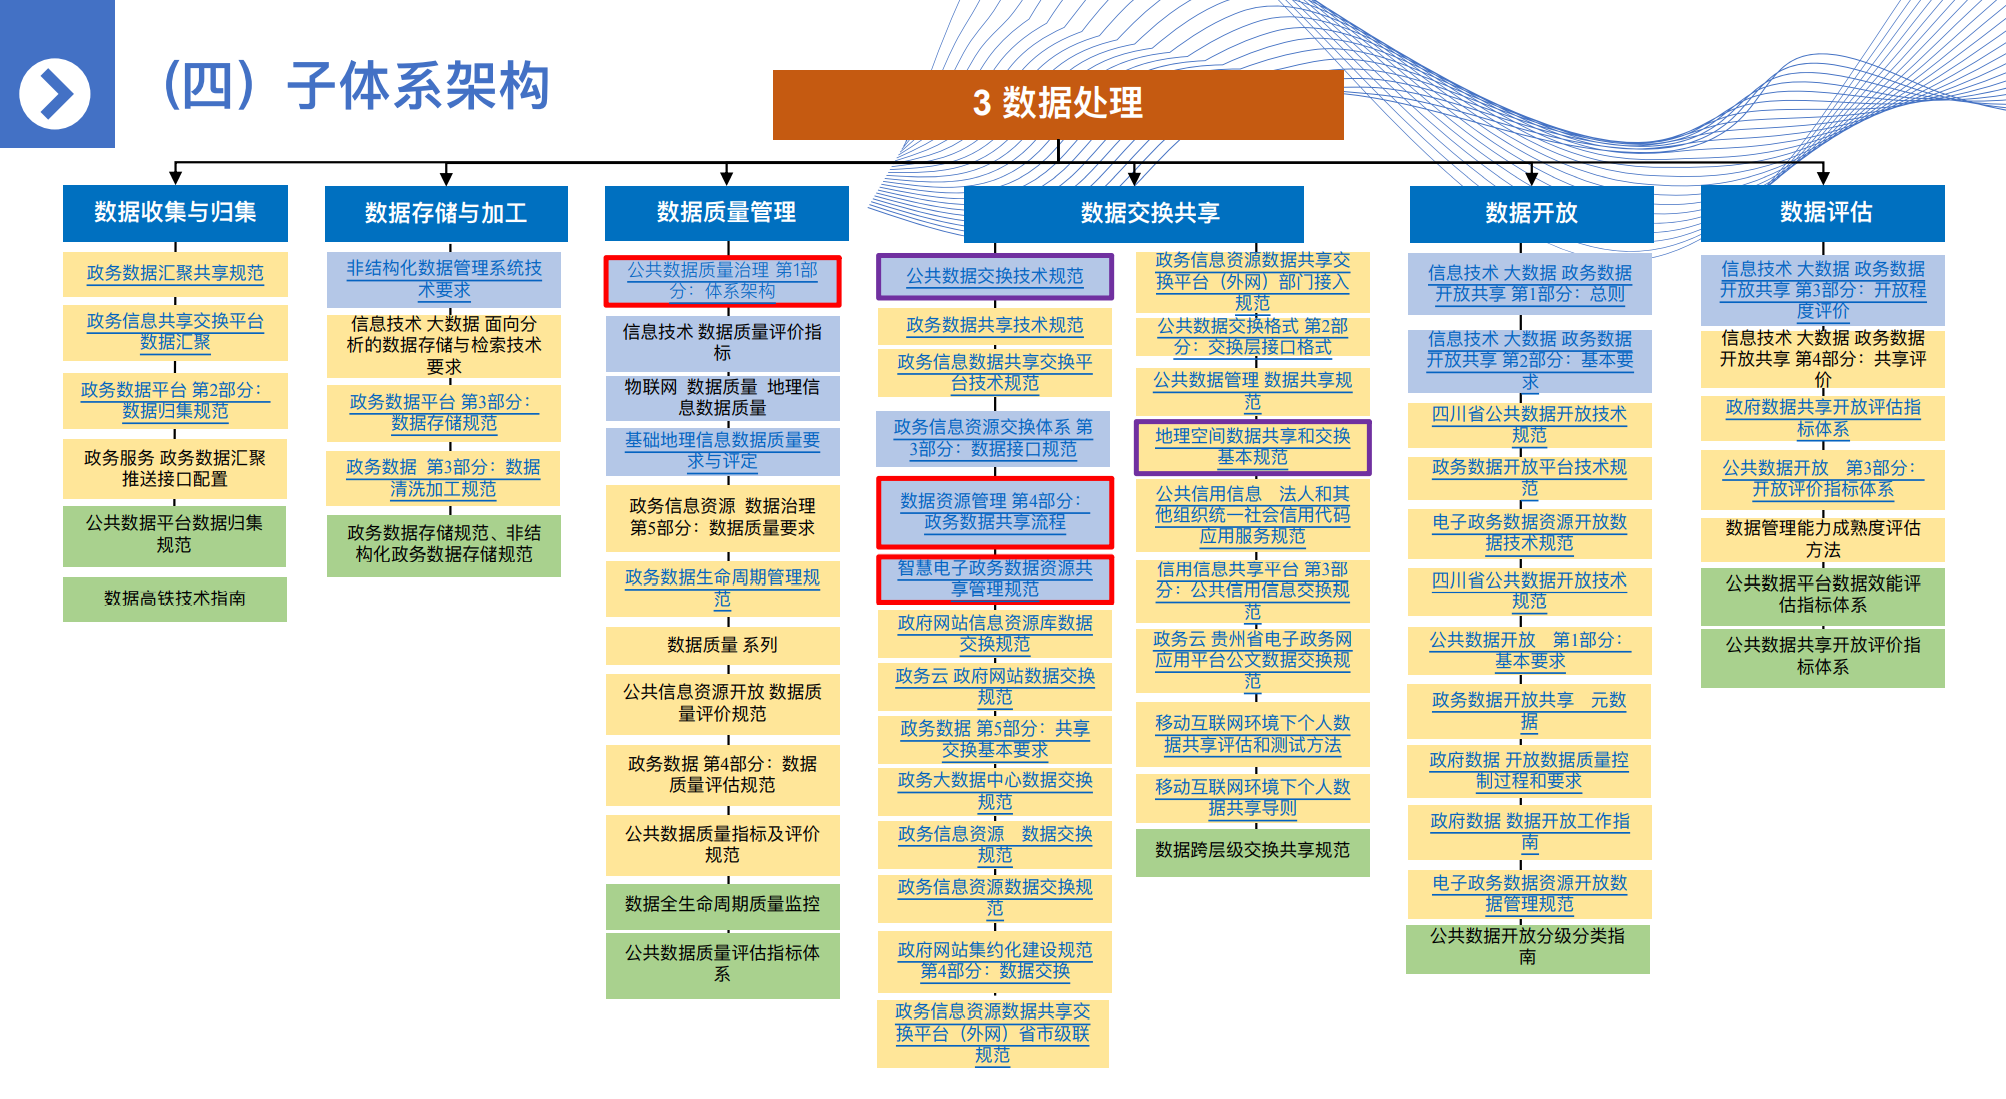 （四）子体系架构
3 数据处理
数据收集与归集
政务数据汇聚共享规范
政务信息共享交换平台
数据汇聚
政务数据平台 第2部分：
数据归集规范
政务服务 政务数据汇聚
推送接口配置
公共数据平台数据归集
规范
数据高铁技术指南
数据存储与加工
非结构化数据管理系统技
术要求
信息技术 大数据 面向分
析的数据存储与检索技术
要求
政务数据平台 第3部分：
数据存储规范
政务数据 第3部分：数据
清洗加工规范
政务数据存储规范、非结
构化政务数据存储规范
数据质量管理
公共数据质量治理 第1部
分：体系架构
信息技术 数据质量评价指
标
物联网 数据质量 地理信
息数据质量
基础地理信息数据质量要
求与评定
政务信息资源 数据治理
第5部分：数据质量要求
政务数据生命周期管理规
范
数据质量 系列
公共信息资源开放 数据质
量评价规范
政务数据 第4部分：数据
质量评估规范
公共数据质量指标及评价
规范
数据全生命周期质量监控
公共数据质量评估指标体
系
数据交换共享
公共数据交换技术规范
政务数据共享技术规范
政务信息数据共享交换平
台技术规范
政务信息资源交换体系 第
3部分：数据接口规范
数据资源管理 第4部分：
政务数据共享流程
智慧电子政务数据资源共
享管理规范
政府网站信息资源库数据
交换规范
政务云 政府网站数据交换
规范
政务数据 第5部分：共享
交换基本要求
政务大数据中心数据交换
规范
政务信息资源 数据交换
规范
政务信息资源数据交换规
范
政府网站集约化建设规范
第4部分：数据交换
政务信息资源数据共享交
换平台（外网）省市级联
规范
政务信息资源数据共享交
换平台（外网）部门接入
规范
公共数据交换格式 第2部
分：交换层接口格式
公共数据管理 数据共享规
范
地理空间数据共享和交换
基本规范
公共信用信息 法人和其
他组织统一社会信用代码
应用服务规范
信用信息共享平台 第3部
分：公共信用信息交换规
范
政务云 贵州省电子政务网
应用平台公文数据交换规
范
移动互联网环境下个人数
据共享评估和测试方法
移动互联网环境下个人数
据共享导则
数据跨层级交换共享规范
数据开放
信息技术 大数据 政务数据
开放共享 第1部分：总则
信息技术 大数据 政务数据
开放共享 第2部分：基本要
求
四川省公共数据开放技术
规范
政务数据开放平台技术规
范
电子政务数据资源开放数
据技术规范
四川省公共数据开放技术
规范
公共数据开放 第1部分：
基本要求
政务数据开放共享 元数
据
政府数据 开放数据质量控
制过程和要求
政府数据 数据开放工作指
南
电子政务数据资源开放数
据管理规范
公共数据开放分级分类指
南
数据评估
信息技术 大数据 政务数据
开放共享 第3部分：开放程
度评价
信息技术 大数据 政务数据
开放共享 第4部分：共享评
价
政府数据共享开放评估指
标体系
公共数据开放 第3部分：
开放评价指标体系
数据管理能力成熟度评估
方法
公共数据平台数据效能评
估指标体系
公共数据共享开放评价指
标体系